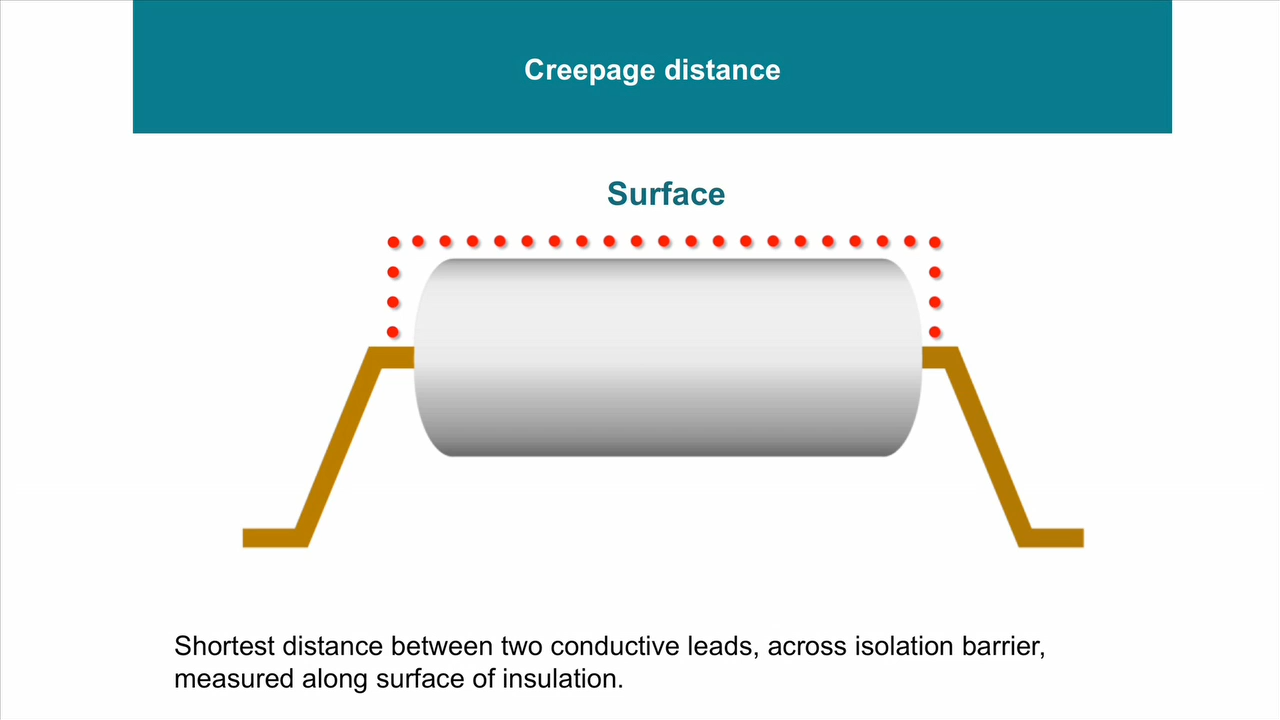 Creepage distance
Surface
Shortest distance between two conductive leads, across isolation barrier,
measured along surface of insulation.